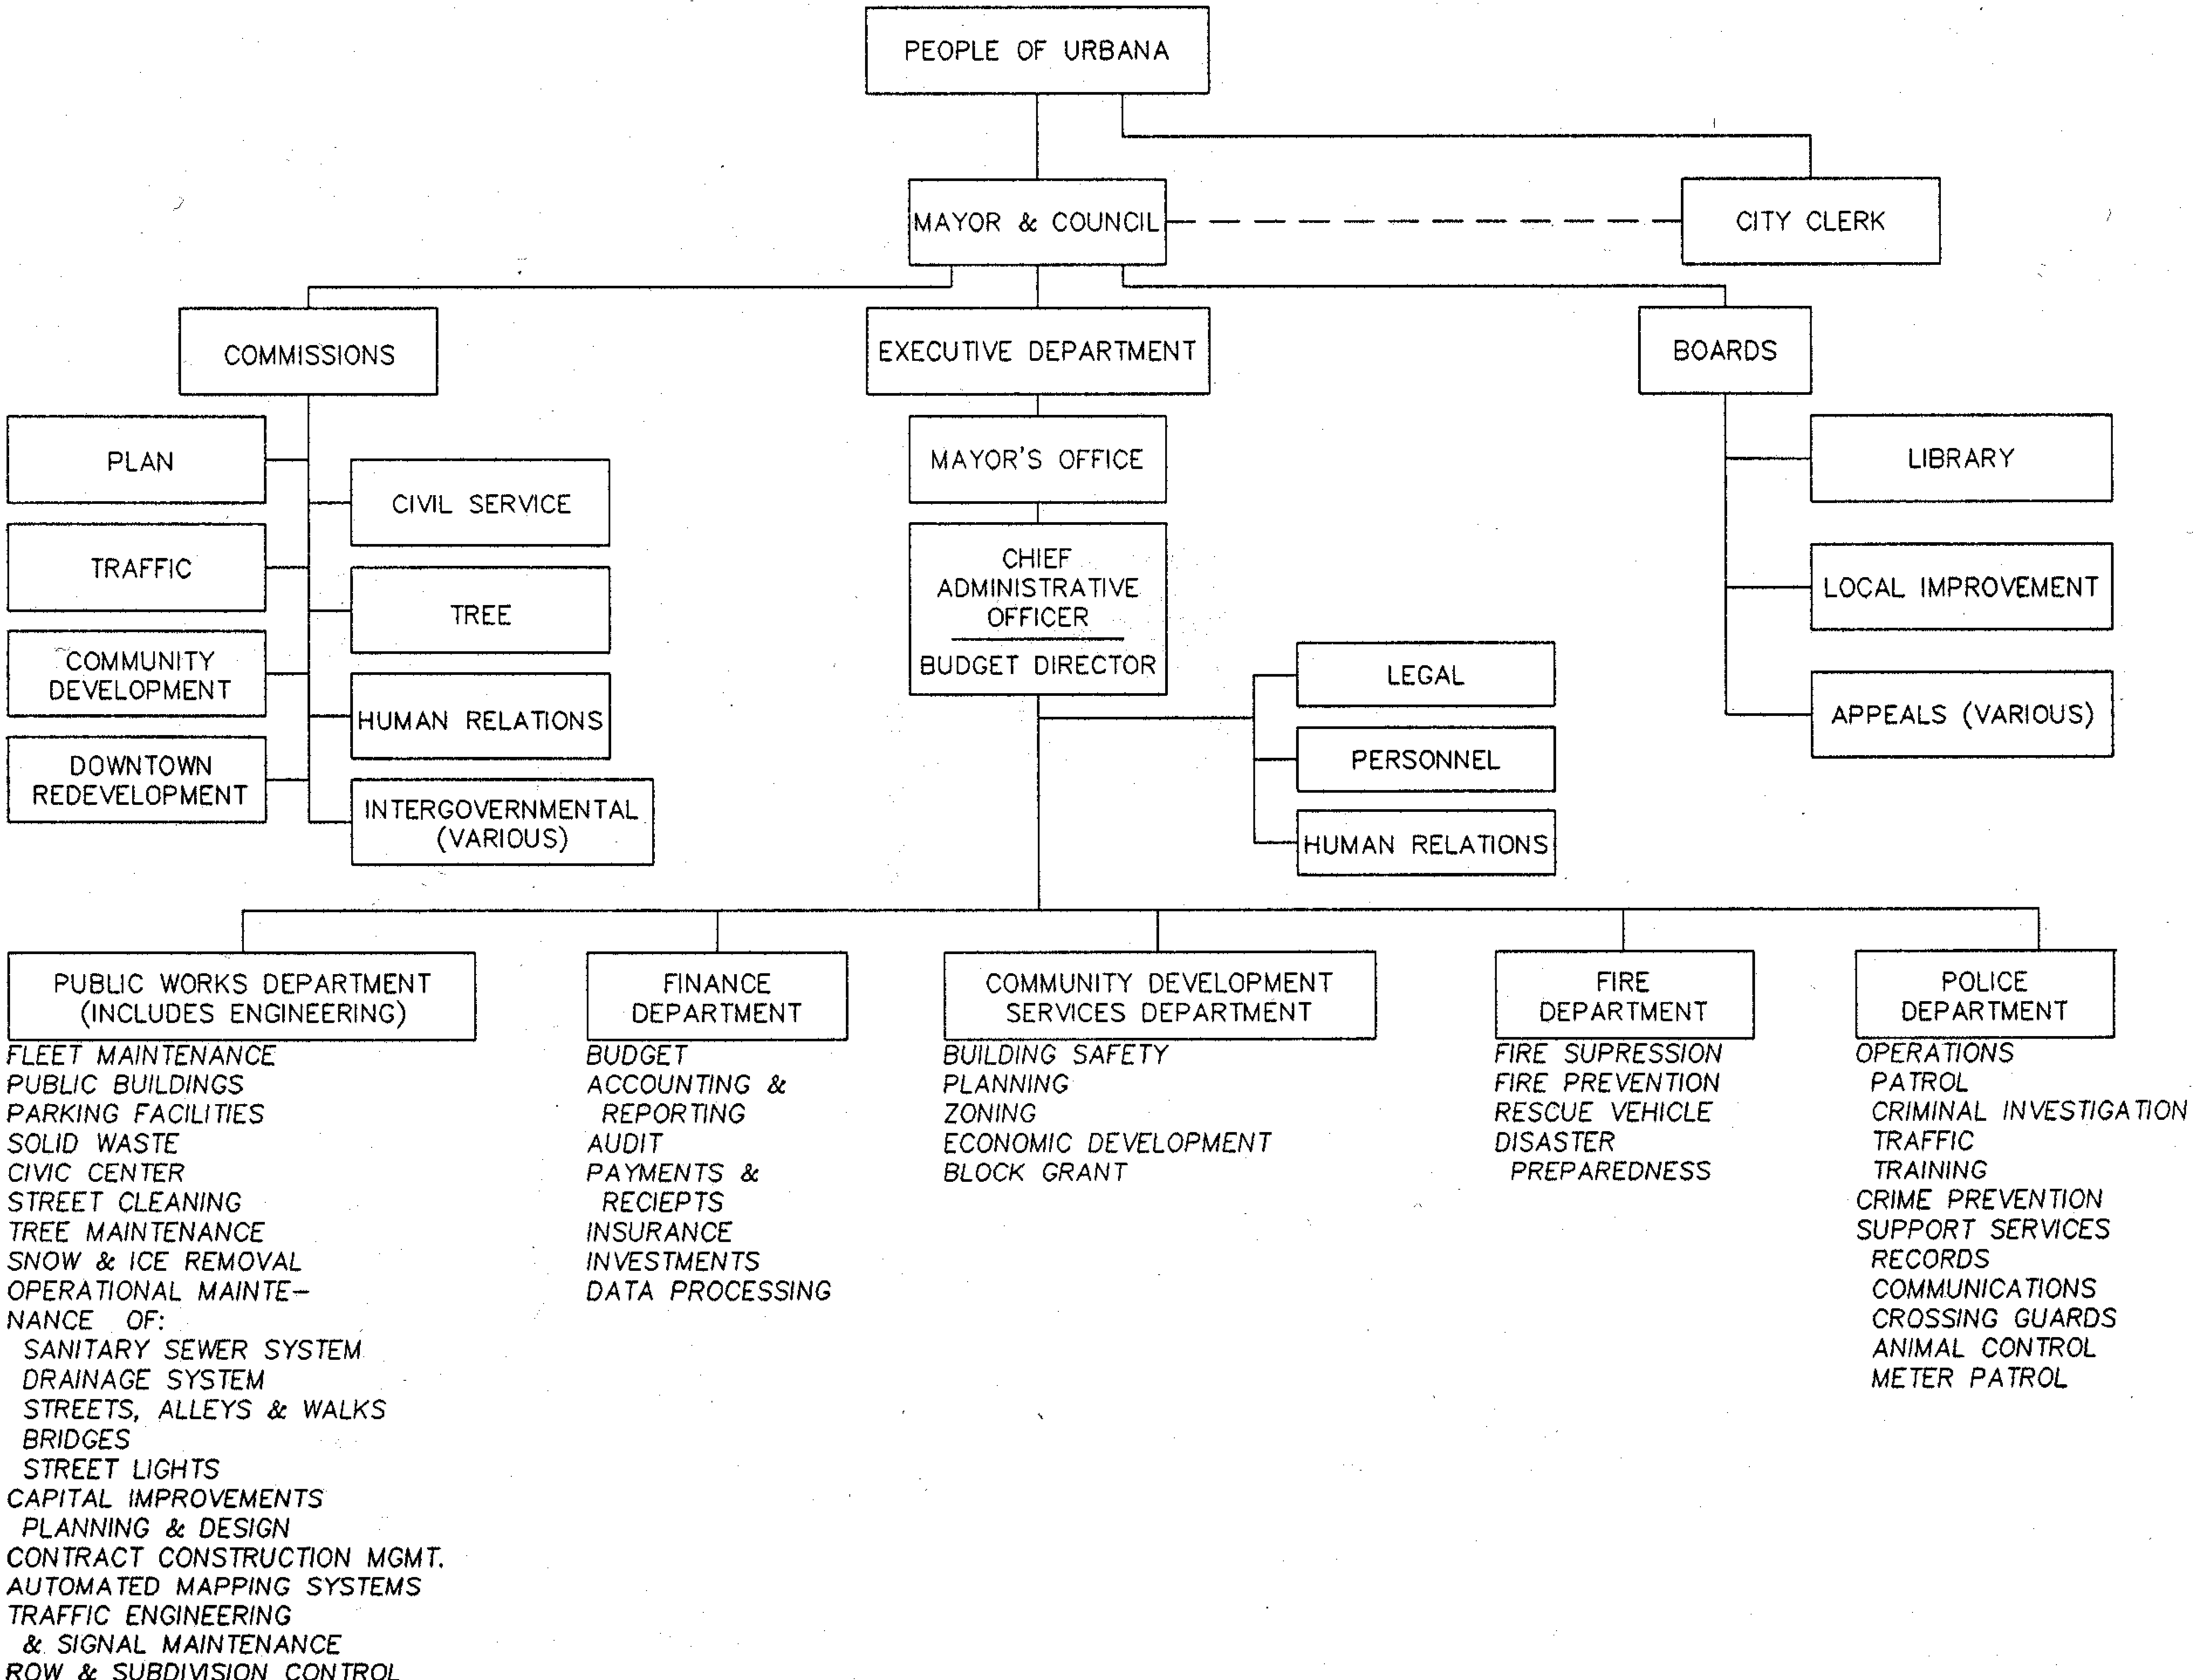 PEOPLE OF URBANA
MAYOR & COUNCIL
CITY CLERK
COMMISSIONS
EXECUTIVE DEPARTMENT
BOARDS
PLAN
CIVIL SERVICE
TRAFFIC
TREE
COMMUNITY
DEVELOPMENT
HUMAN RELATIONS
DOWNTOWN
REDEVELOPMENT
INTERGOVERNMENTAL
(VARIOUS)
MAYOR'S OFFICE
CHIEF
ADMINISTRATIVE
OFFICER
BUDGET DIRECTOR
LEGAL
PERSONNEL
HUMAN RELATIONS
LIBRARY
LOCAL IMPROVEMENT
APPEALS (VARIOUS)
PUBLIC WORKS DEPARTMENT
(INCLUDES ENGINEERING)
FLEET MAINTENANCE
PUBLIC BUILDINGS
PARKING FACILITIES
SOLID WASTE
CIVIC CENTER
STREET CLEANING
TREE MAINTENANCE
SNOW & ICE REMOVAL
OPERATIONAL MAINTE-
NANCE OF:
SANITARY SEWER SYSTEM
DRAINAGE SYSTEM
STREETS, ALLEYS & WALKS
BRIDGES
STREET LIGHTS
CAPITAL IMPROVEMENTS
PLANNING & DESIGN
CONTRACT CONSTRUCTION MGMT.
AUTOMATED MAPPING SYSTEMS
TRAFFIC ENGINEERING
& SIGNAL MAINTENANCE
ROW & SUBDIVISION CONTROL
FINANCE
DEPARTMENT
BUDGET
ACCOUNTING &
REPORTING
AUDIT
PAYMENTS &
RECIEPTS
INSURANCE
INVESTMENTS
DATA PROCESSING
COMMUNITY DEVELOPMENT
SERVICES DEPARTMENT
BUILDING SAFETY
PLANNING
ZONING
ECONOMIC DEVELOPMENT
BLOCK GRANT
FIRE
DEPARTMENT
FIRE SUPRESSION
FIRE PREVENTION
RESCUE VEHICLE
DISASTER
PREPAREDNESS
POLICE
DEPARTMENT
OPERATIONS
PATROL
CRIMINAL INVESTIGATION
TRAFFIC
TRAINING
CRIME PREVENTION
SUPPORT SERVICES
RECORDS
COMMUNICATIONS
CROSSING GUARDS
ANIMAL CONTROL
METER PATROL